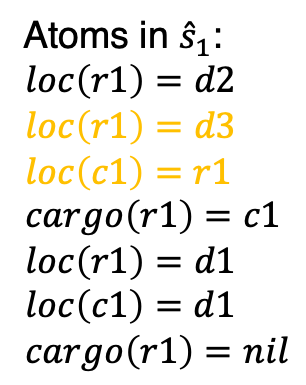 Atoms in ŝ₁:
loc(r1) = d2
loc(r1) = d3
loc(c1) = r1
cargo(r1) = c1
loc(r1) = d1
loc(c1) = d1
cargo(r1) = nil